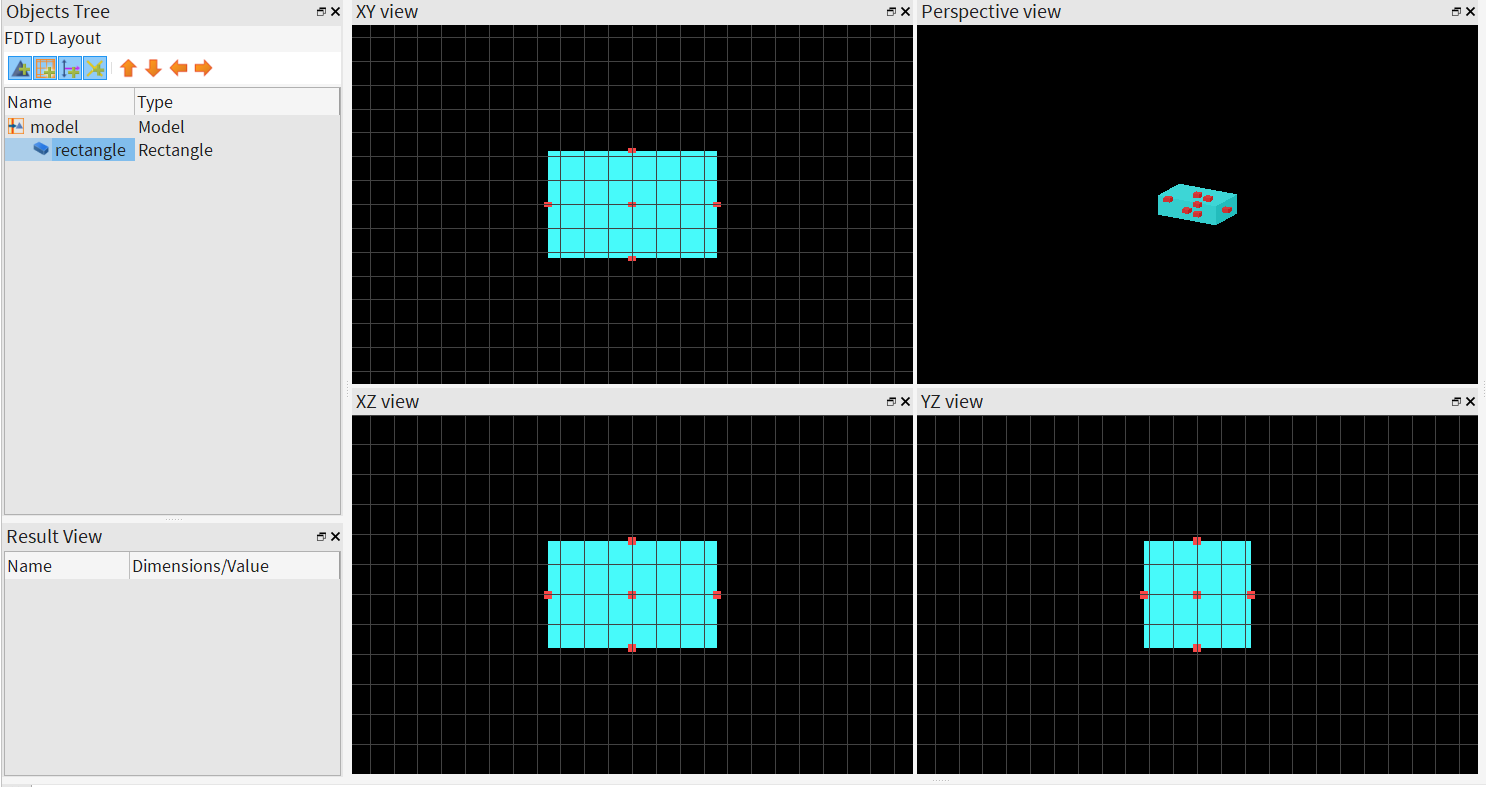 Objects Tree
FDTD Layout
Name Type
model Model
rectangle Rectangle
Result View
Name Dimensions/Value
XY view
Perspective view
XZ view
YZ view